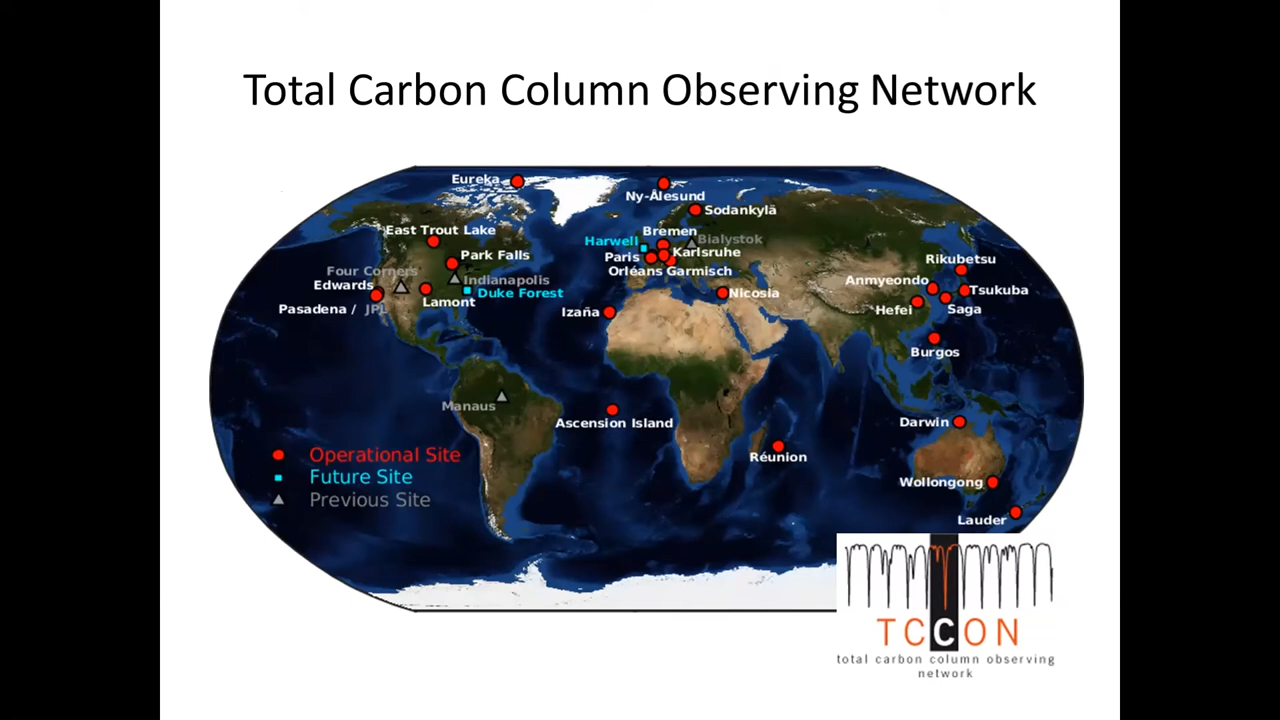 Total Carbon Column Observing Network
Eureka
Ny-Ålesund
Sodankylä
East Trout Lake
Bremen
Harwell
Bialystok
Park Falls
Paris
Karlsruhe
Rikubetsu
Four Corners
Orléans Garmisch
Indianapolis
Anmyeondo
Edwards
Duke Forest
Nicosia
Tsukuba
Lamont
Pasadena / JPL
Izaña
Hefei
Saga
Burgos
Manaus
Ascension Island
Darwin
Réunion
Operational Site
Future Site
Previous Site
Wollongong
Lauder
TCCON
total carbon column observing
network